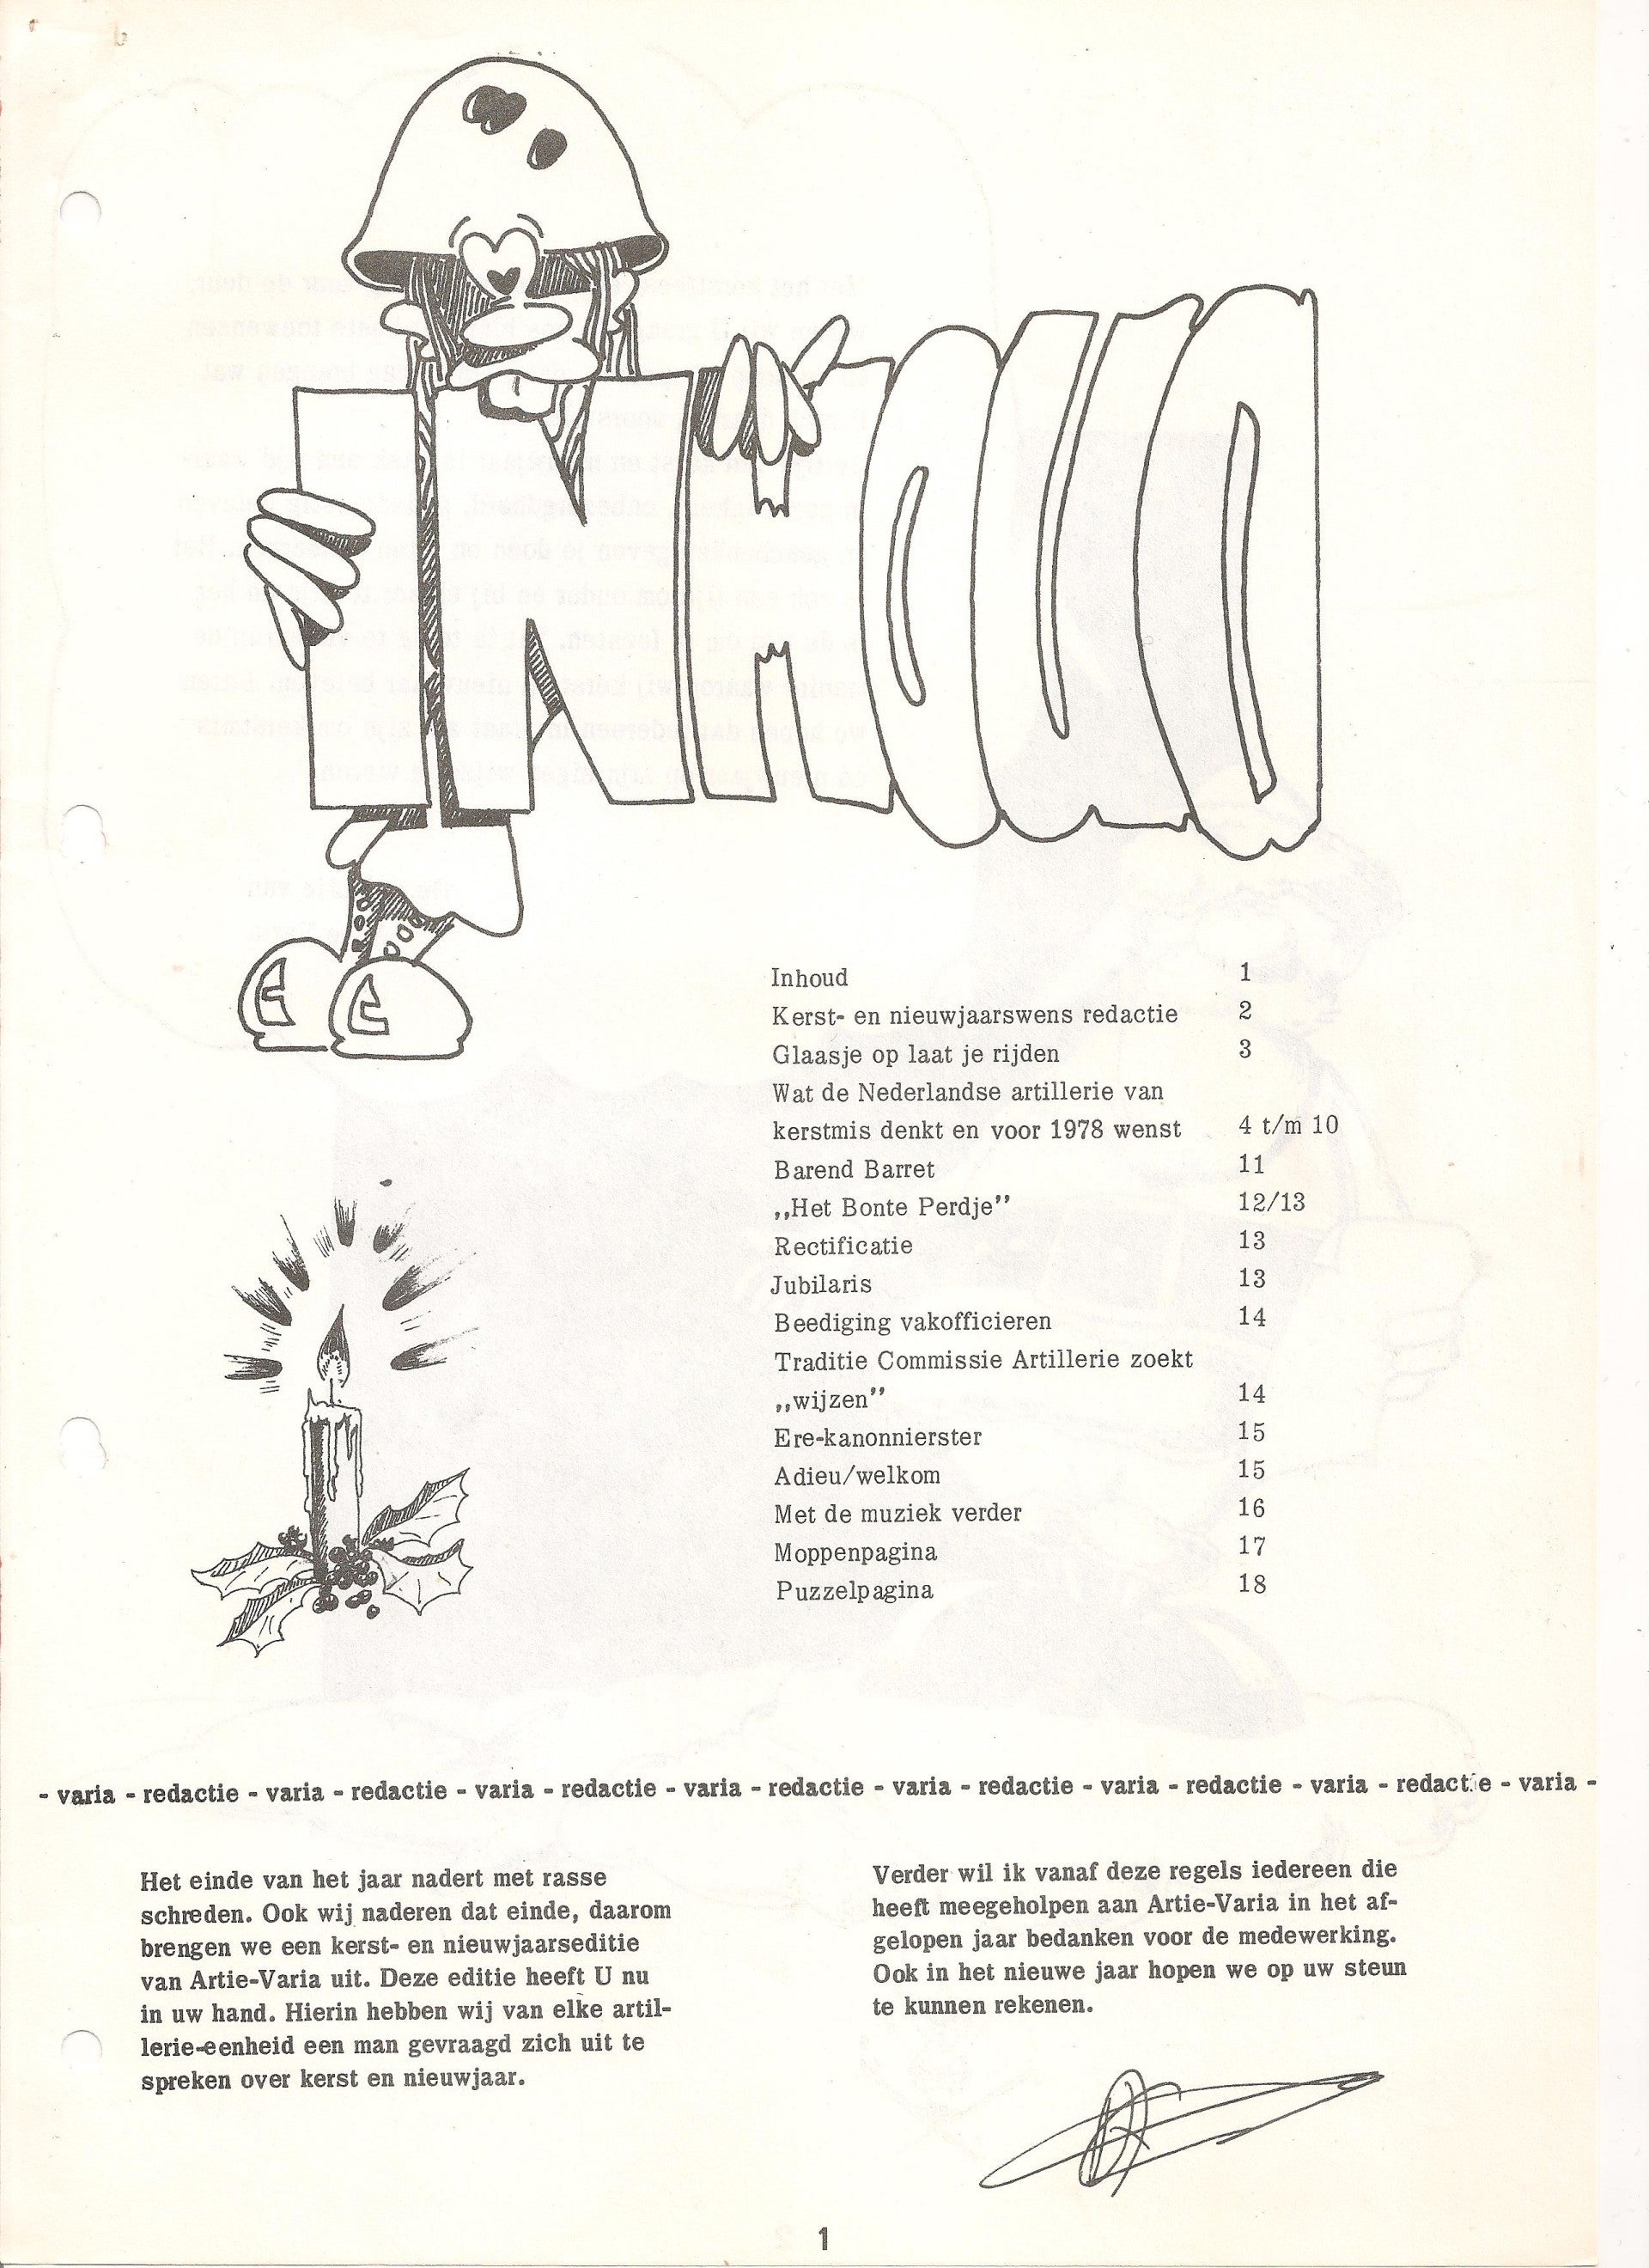 INHOUD
Inhoud 1
Kerst- en nieuwjaarswens redactie 2
Glaasje op laat je rijden 3
Wat de Nederlandse artillerie van
kerstmis denkt en voor 1978 wenst 4 t/m 10
Barend Barret 11
„Het Bonte Perdje” 12/13
Rectificatie 13
Jubilaris 13
Beediging vakofficieren 14
Traditie Commissie Artillerie zoekt
„wijzen” 14
Ere-kanonnierster 15
Adieu/welkom 15
Met de muziek verder 16
Moppenpagina 17
Puzzelpagina 18
- varia - redactie - varia - redactie - varia - redactie - varia - redactie - varia - redactie - varia - redactie - varia - redactie - varia -
Het einde van het jaar nadert met rasse
schreden. Ook wij naderen dat einde, daarom
brengen we een kerst- en nieuwjaarseditie
van Artie-Varia uit. Deze editie heeft U nu
in uw hand. Hierin hebben wij van elke artil-
lerie-eenheid een man gevraagd zich uit te
spreken over kerst en nieuwjaar.
Verder wil ik vanaf deze regels iedereen die
heeft meegeholpen aan Artie-Varia in het af-
gelopen jaar bedanken voor de medewerking.
Ook in het nieuwe jaar hopen we op uw steun
te kunnen rekenen.
1